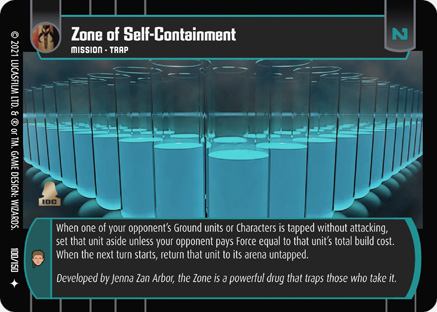 Zone of Self-Containment
MISSION - TRAP
N
© 2021 LUCASFILM LTD. & ® or TM. GAME DESIGN: WIZARDS.
100/150
IDC
When one of your opponent's Ground units or Characters is tapped without attacking,
set that unit aside unless your opponent pays Force equal to that unit's total build cost.
When the next turn starts, return that unit to its arena untapped.
Developed by Jenna Zan Arbor, the Zone is a powerful drug that traps those who take it.